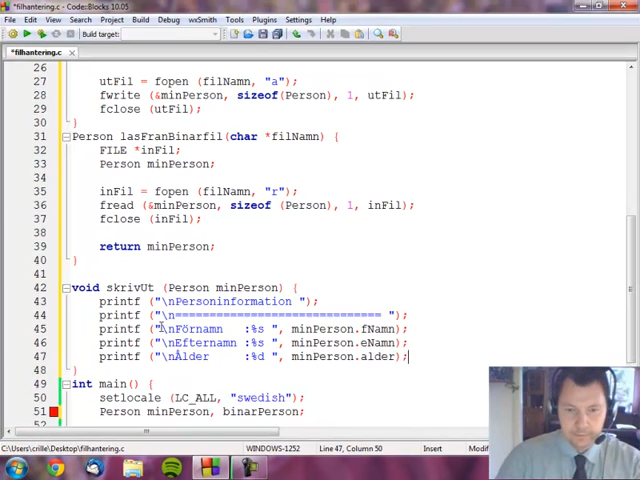 *filhantering.c - Code::Blocks 10.05
File Edit View Search Project Build Debug wxSmith Tools Plugins Settings Help
Build target:
*filhantering.c
26
27 utFil = fopen (filNamn, "a");
28 fwrite (&minPerson, sizeof(Person), 1, utFil);
29 fclose (utFil);
30 }
31 Person lasFranBinarfil(char *filNamn) {
32 FILE *inFil;
33 Person minPerson;
34
35 inFil = fopen (filNamn, "r");
36 fread (&minPerson, sizeof (Person), 1, inFil);
37 fclose (inFil);
38
39 return minPerson;
40 }
41
42 void skrivUt (Person minPerson) {
43 printf ("\nPersoninformation ");
44 printf ("\n============================== ");
45 printf ("\nFörnamn :%s ", minPerson.fNamn);
46 printf ("\nEfternamn :%s ", minPerson.eNamn);
47 printf ("\nÅlder :%d ", minPerson.alder);
48 }
49 int main() {
50 setlocale (LC_ALL, "swedish");
51 Person minPerson, binarPerson;
C:\Users\crille\Desktop\filhantering.c WINDOWS-1252 Line 47, Column 50 Insert